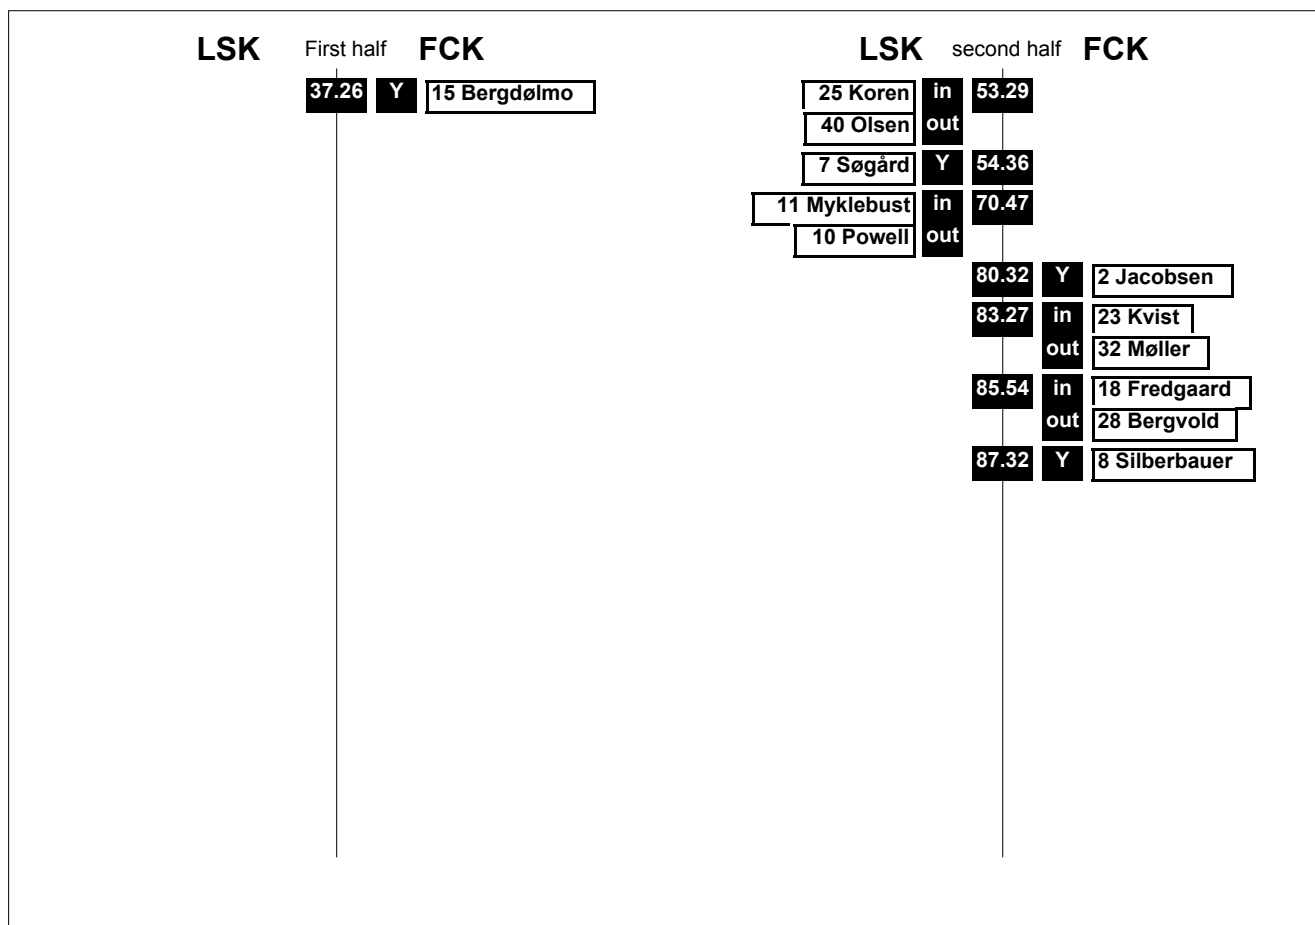 LSK First half FCK
37.26 Y 15 Bergdølmo
LSK second half FCK
25 Koren in 53.29
40 Olsen out
7 Søgård Y 54.36
11 Myklebust in 70.47
10 Powell out
80.32 Y 2 Jacobsen
83.27 in 23 Kvist
out 32 Møller
85.54 in 18 Fredgaard
out 28 Bergvold
87.32 Y 8 Silberbauer